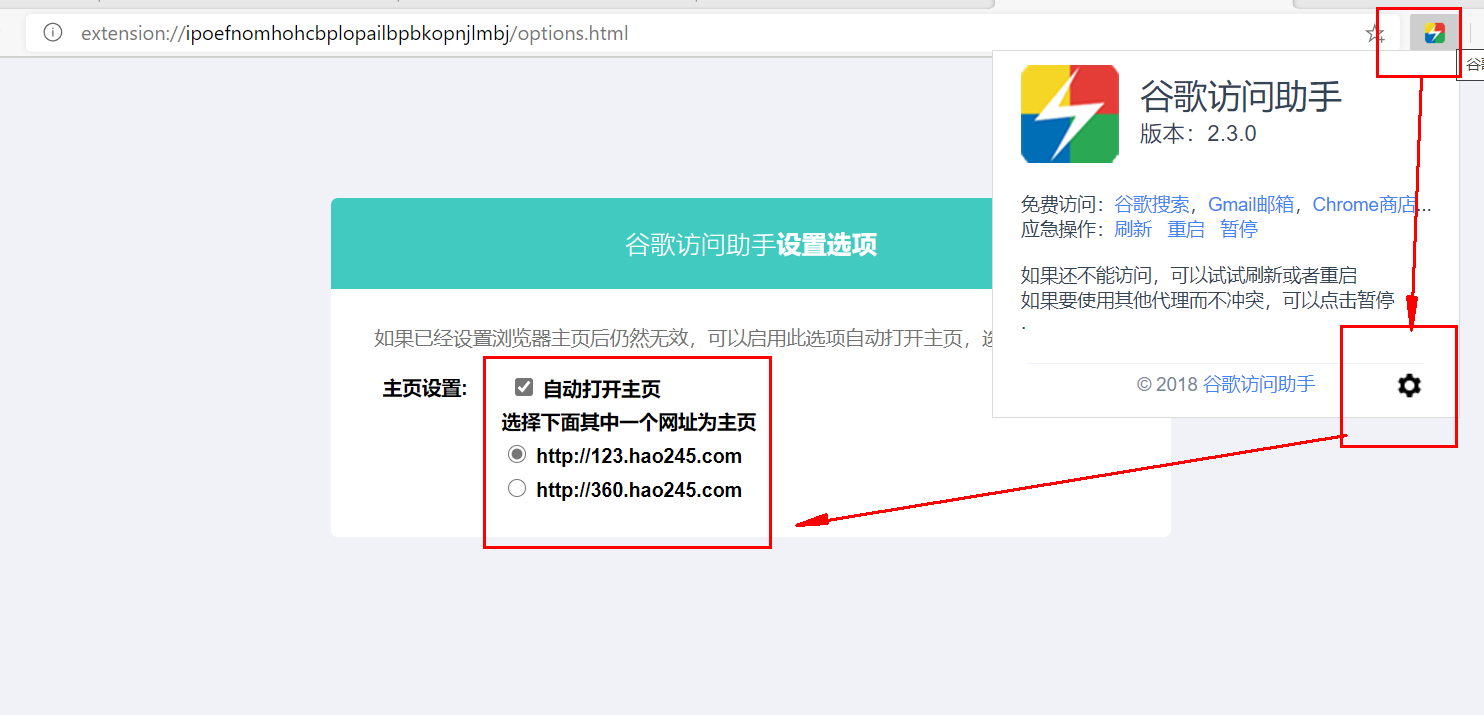 extension://ipoefnomhohcbplopailbpbkopnjlmbj/options.html
谷歌访问助手
版本：2.3.0
免费访问：谷歌搜索，Gmail邮箱，Chrome商店...
应急操作：刷新 重启 暂停
如果还不能访问，可以试试刷新或者重启
如果要使用其他代理而不冲突，可以点击暂停
.
© 2018 谷歌访问助手
谷歌访问助手设置选项
如果已经设置浏览器主页后仍然无效，可以启用此选项自动打开主页，
主页设置:
自动打开主页
选择下面其中一个网址为主页
http://123.hao245.com
http://360.hao245.com